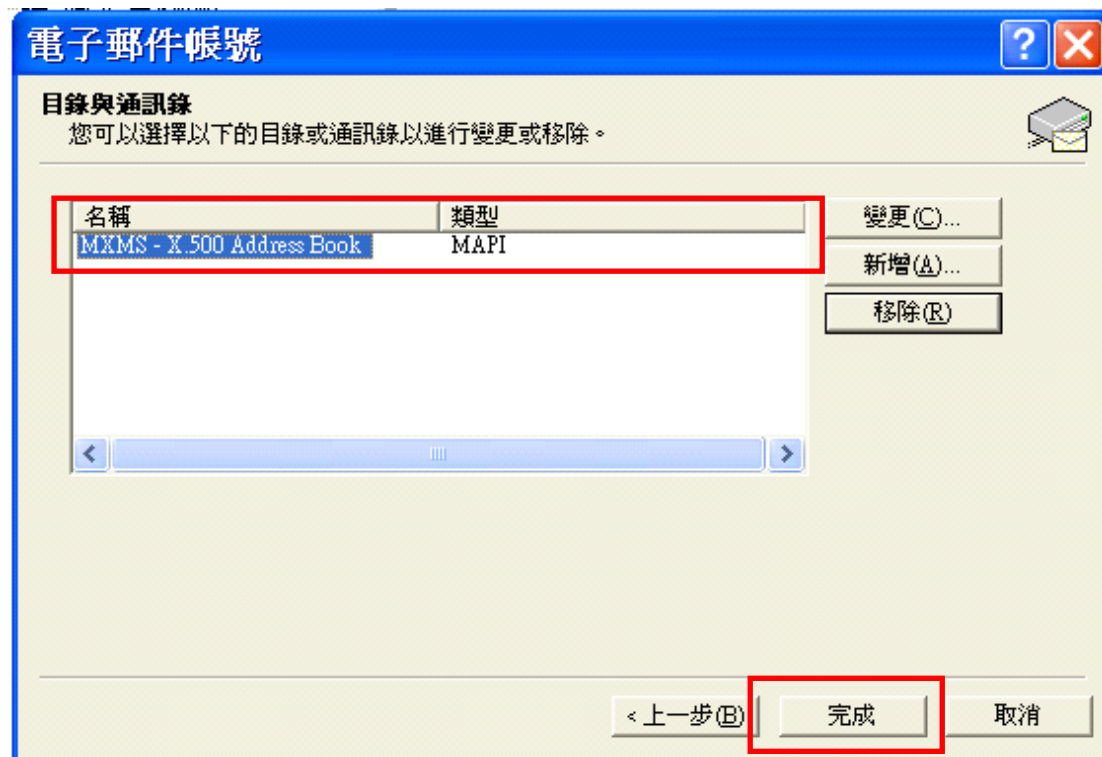 電子郵件帳號
目錄與通訊錄
您可以選擇以下的目錄或通訊錄以進行變更或移除。
名稱 類型
MXMS - X.500 Address Book MAPI
變更(C)...
新增(A)...
移除(R)
<上一步(B)
完成
取消